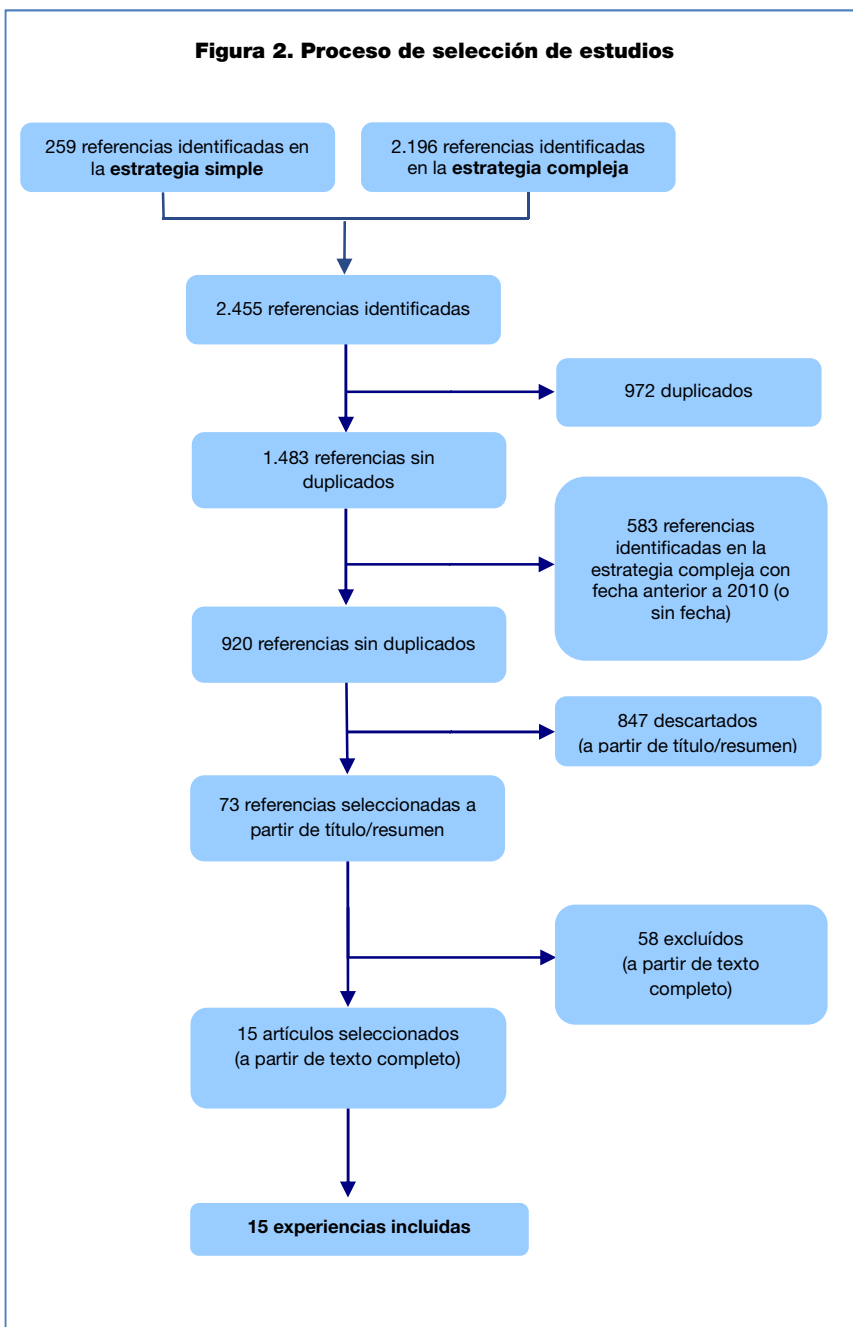 Figura 2. Proceso de selección de estudios
259 referencias identificadas en
la estrategia simple
2.196 referencias identificadas
en la estrategia compleja
2.455 referencias identificadas
972 duplicados
1.483 referencias sin
duplicados
583 referencias
identificadas en la
estrategia compleja con
fecha anterior a 2010 (o
sin fecha)
920 referencias sin duplicados
847 descartados
(a partir de título/resumen)
73 referencias seleccionadas a
partir de título/resumen
58 excluídos
(a partir de texto
completo)
15 artículos seleccionados
(a partir de texto completo)
15 experiencias incluidas